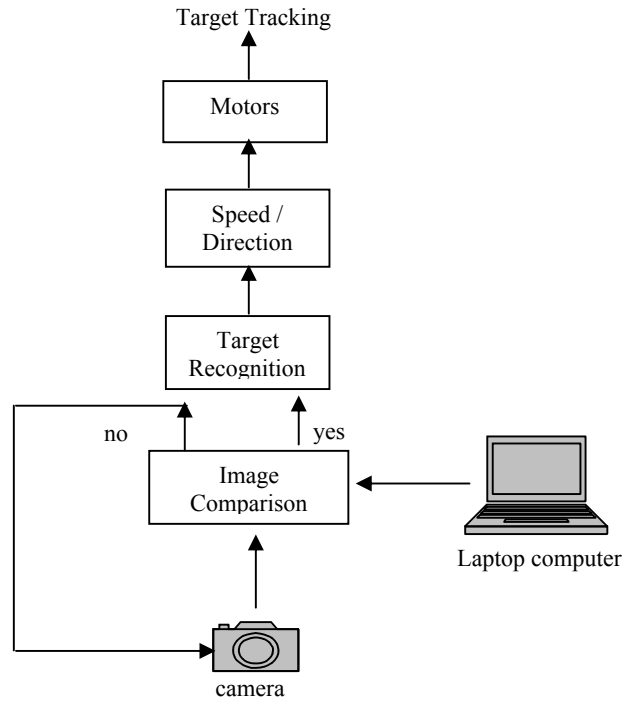 Target Tracking
Motors
Speed /
Direction
Target
Recognition
no
yes
Image
Comparison
Laptop computer
camera